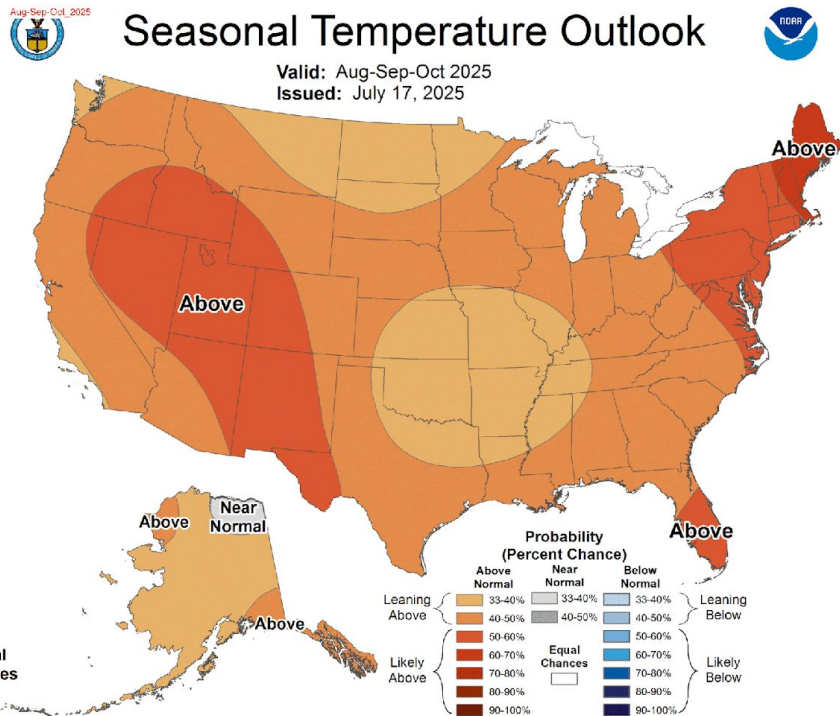 Aug-Sep-Oct_2025
Seasonal Temperature Outlook
NOAA
Valid: Aug-Sep-Oct 2025
Issued: July 17, 2025
Above
Above
Above
Above
Near
Normal
Above
Probability
(Percent Chance)
Above
Normal
Near
Normal
Below
Normal
Leaning
Above
33-40%
40-50%
33-40%
40-50%
33-40%
40-50%
Leaning
Below
Likely
Above
50-60%
60-70%
70-80%
80-90%
90-100%
Equal
Chances
50-60%
60-70%
70-80%
80-90%
90-100%
Likely
Below